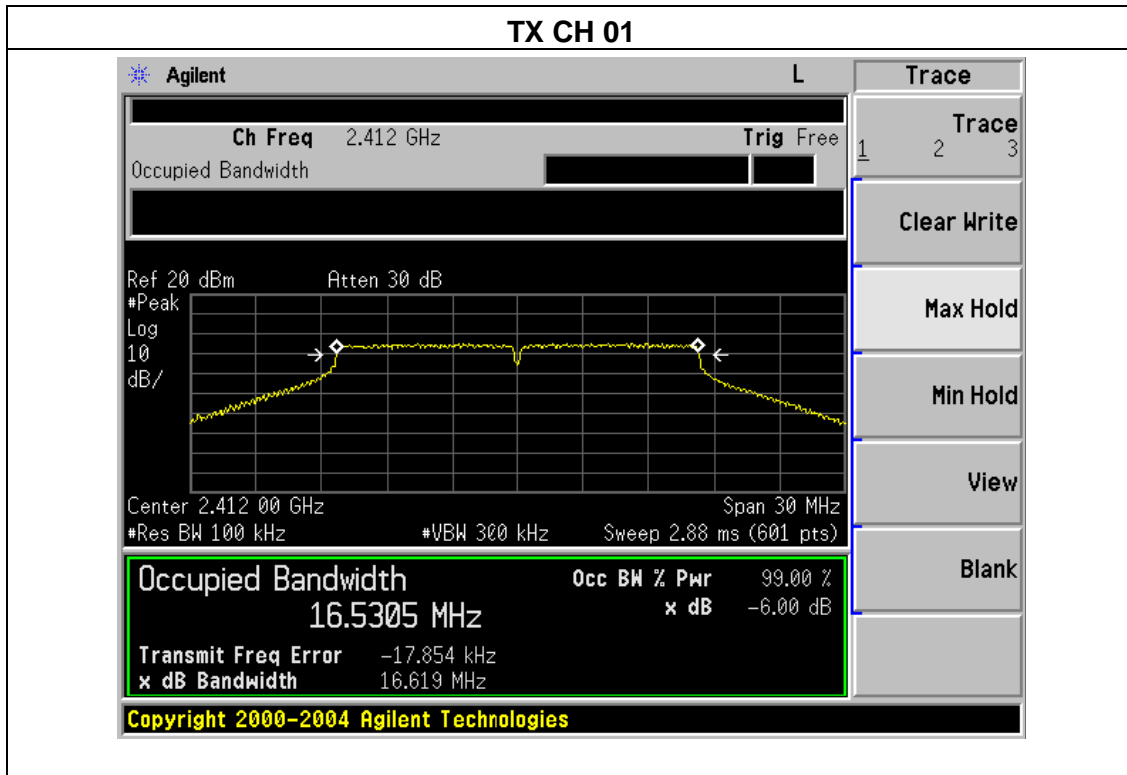 TX CH 01
Agilent L Trace
Ch Freq 2.412 GHz Trig Free
Occupied Bandwidth
Trace
1 2 3
Clear Write
Max Hold
Min Hold
View
Blank
Ref 20 dBm Atten 30 dB
#Peak
Log
10
dB/
Center 2.412 00 GHz Span 30 MHz
#Res BW 100 kHz #VBW 300 kHz Sweep 2.88 ms (601 pts)
Occupied Bandwidth
16.5305 MHz
Occ BW % Pwr 99.00 %
x dB -6.00 dB
Transmit Freq Error -17.854 kHz
x dB Bandwidth 16.619 MHz
Copyright 2000-2004 Agilent Technologies